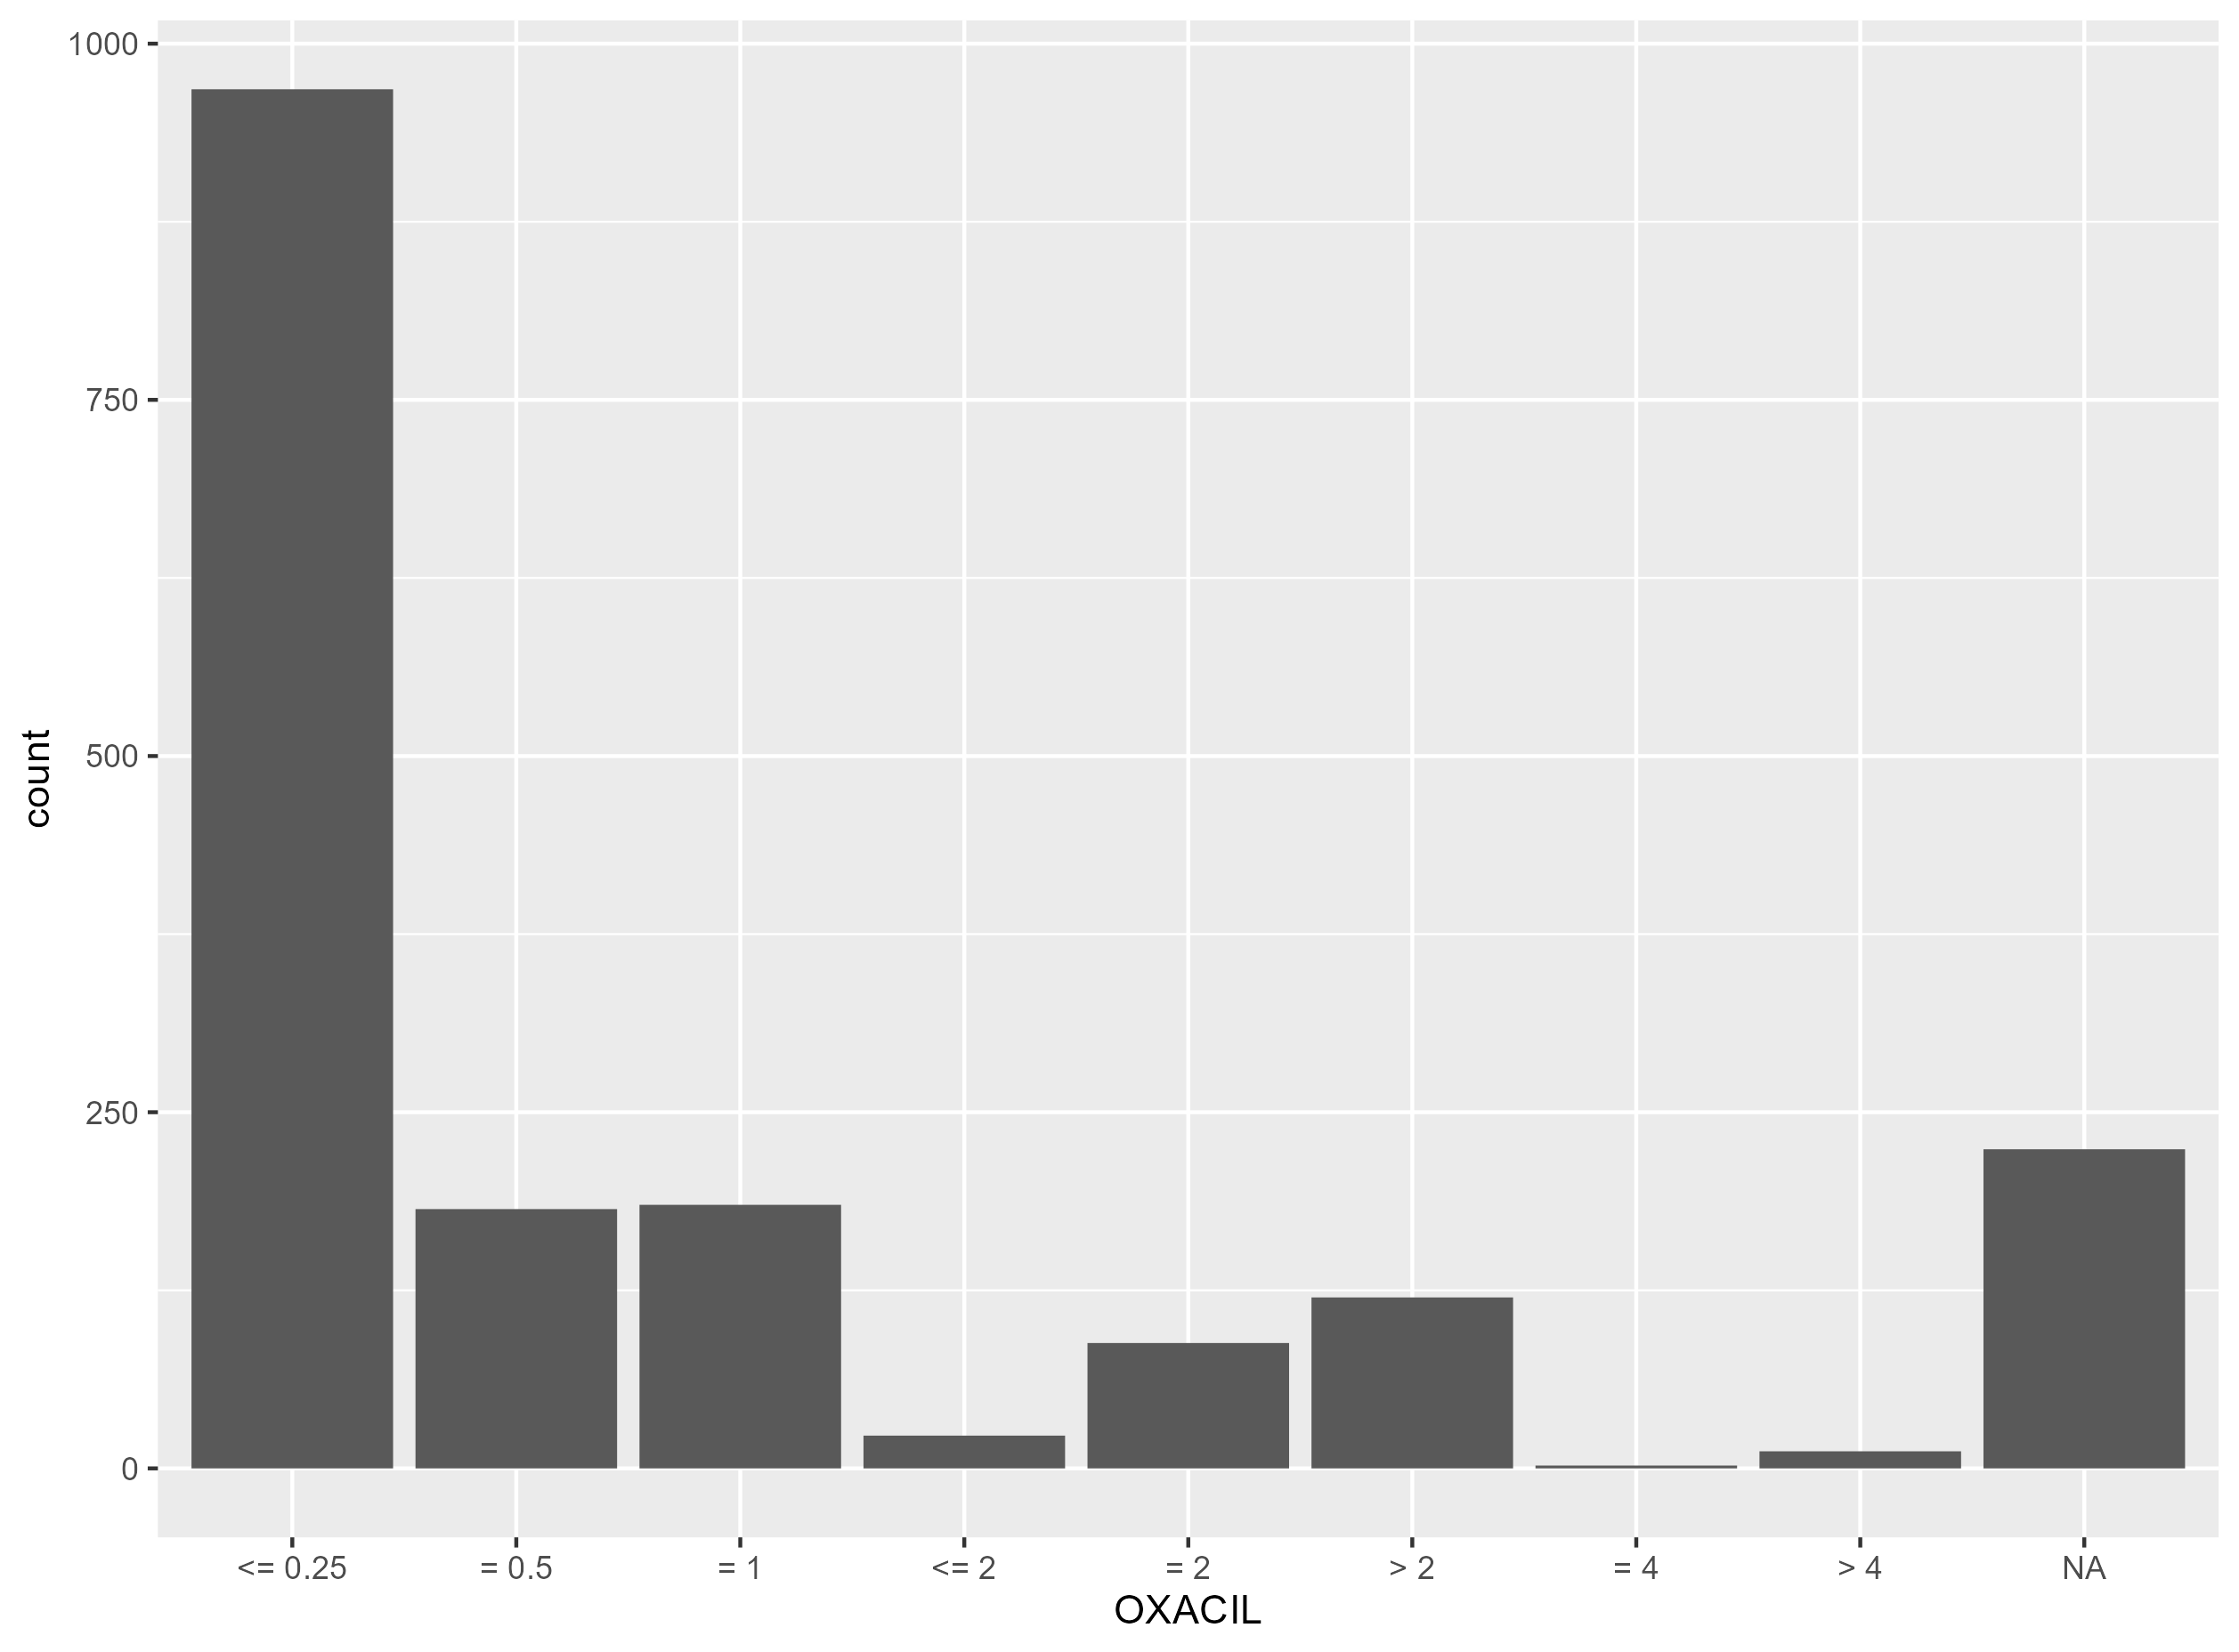 1000
750
500
250
0
count
<= 0.25 = 0.5 = 1 <= 2 = 2 > 2 = 4 > 4 NA
OXACIL